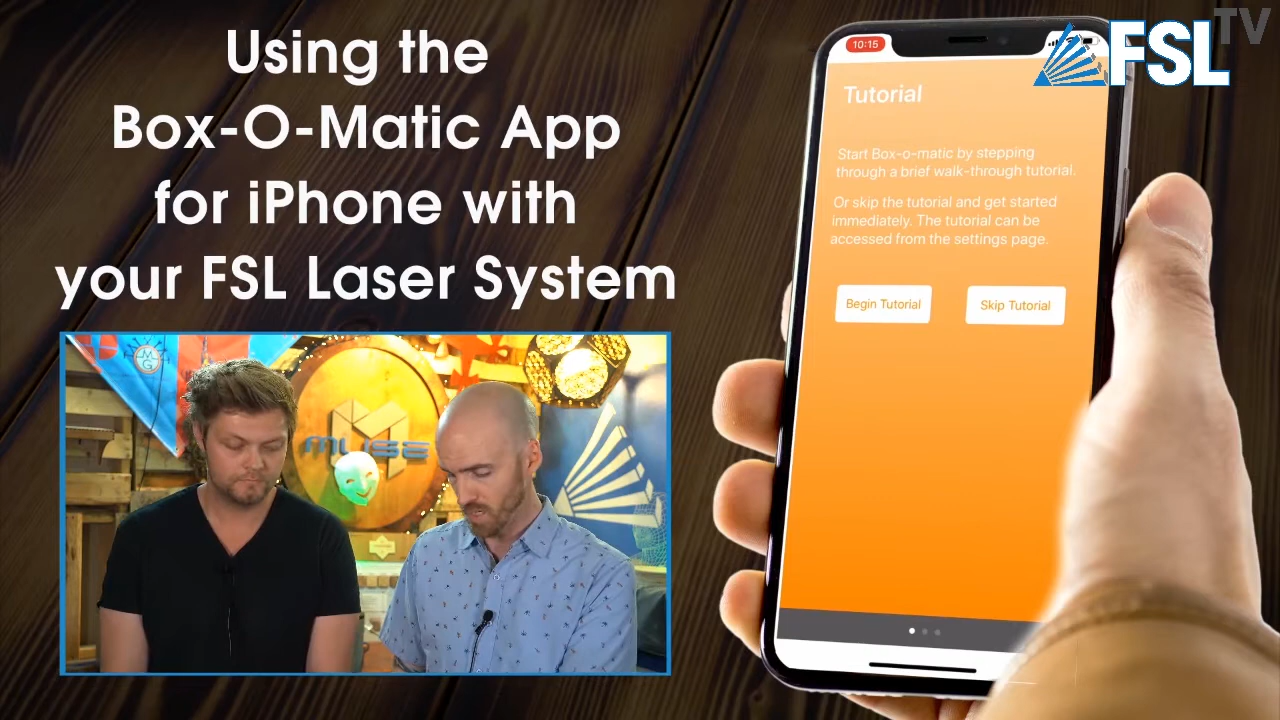 Using the
Box-O-Matic App
for iPhone with
your FSL Laser System
FSL TV
10:15
Tutorial
Start Box-o-matic by stepping
through a brief walk-through tutorial.
Or skip the tutorial and get started
immediately. The tutorial can be
accessed from the settings page.
Begin Tutorial
Skip Tutorial
MUSE